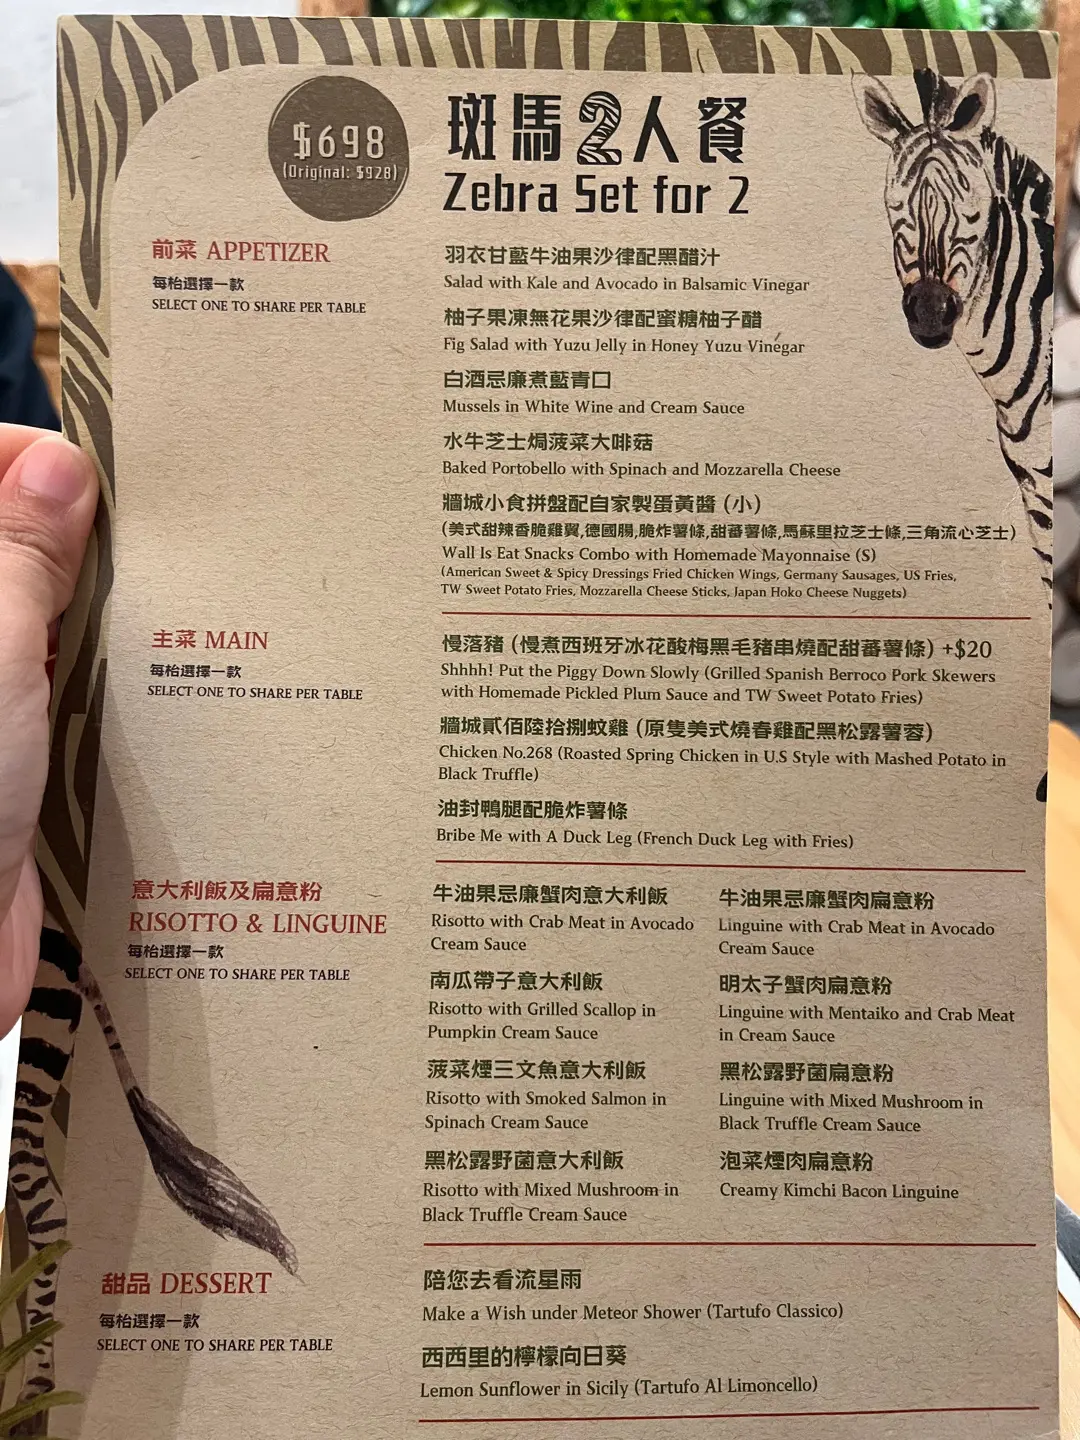 $698
(Original: $928)
斑馬2人餐
Zebra Set for 2
前菜 APPETIZER
每枱選擇一款
SELECT ONE TO SHARE PER TABLE
羽衣甘藍牛油果沙律配黑醋汁
Salad with Kale and Avocado in Balsamic Vinegar
柚子果凍無花果沙律配蜜糖柚子醋
Fig Salad with Yuzu Jelly in Honey Yuzu Vinegar
白酒忌廉煮藍青口
Mussels in White Wine and Cream Sauce
水牛芝士焗菠菜大啡菇
Baked Portobello with Spinach and Mozzarella Cheese
牆城小食拼盤配自家製蛋黃醬 (小)
(美式甜辣香脆雞翼,德國腸,脆炸薯條,甜蕃薯條,馬蘇里拉芝士條,三角流心芝士)
Wall Is Eat Snacks Combo with Homemade Mayonnaise (S)
(American Sweet & Spicy Dressings Fried Chicken Wings, Germany Sausages, US Fries,
TW Sweet Potato Fries, Mozzarella Cheese Sticks, Japan Hoko Cheese Nuggets)
主菜 MAIN
每枱選擇一款
SELECT ONE TO SHARE PER TABLE
慢落豬 (慢煮西班牙冰花酸梅黑毛豬串燒配甜蕃薯條) +$20
Shhhh! Put the Piggy Down Slowly (Grilled Spanish Berroco Pork Skewers
with Homemade Pickled Plum Sauce and TW Sweet Potato Fries)
牆城貳佰陸拾捌蚊雞 (原隻美式燒春雞配黑松露薯蓉)
Chicken No.268 (Roasted Spring Chicken in U.S Style with Mashed Potato in
Black Truffle)
油封鴨腿配脆炸薯條
Bribe Me with A Duck Leg (French Duck Leg with Fries)
意大利飯及扁意粉
RISOTTO & LINGUINE
每枱選擇一款
SELECT ONE TO SHARE PER TABLE
牛油果忌廉蟹肉意大利飯
Risotto with Crab Meat in Avocado
Cream Sauce
南瓜帶子意大利飯
Risotto with Grilled Scallop in
Pumpkin Cream Sauce
菠菜煙三文魚意大利飯
Risotto with Smoked Salmon in
Spinach Cream Sauce
黑松露野菌意大利飯
Risotto with Mixed Mushroom in
Black Truffle Cream Sauce
牛油果忌廉蟹肉扁意粉
Linguine with Crab Meat in Avocado
Cream Sauce
明太子蟹肉扁意粉
Linguine with Mentaiko and Crab Meat
in Cream Sauce
黑松露野菌扁意粉
Linguine with Mixed Mushroom in
Black Truffle Cream Sauce
泡菜煙肉扁意粉
Creamy Kimchi Bacon Linguine
甜品 DESSERT
每枱選擇一款
SELECT ONE TO SHARE PER TABLE
陪您去看流星雨
Make a Wish under Meteor Shower (Tartufo Classico)
西西里的檸檬向日葵
Lemon Sunflower in Sicily (Tartufo Al Limoncello)